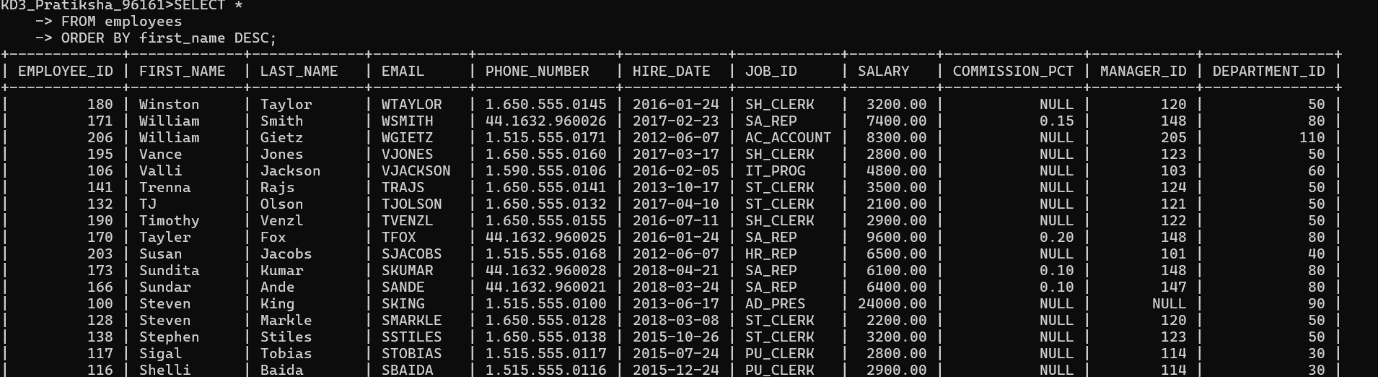 KD3_Pratiksha_96161>SELECT *
    -> FROM employees
    -> ORDER BY first_name DESC;
+-------------+------------+-----------+----------+--------------------+------------+------------+----------+----------------+------------+---------------+
| EMPLOYEE_ID | FIRST_NAME | LAST_NAME | EMAIL    | PHONE_NUMBER       | HIRE_DATE  | JOB_ID     | SALARY   | COMMISSION_PCT | MANAGER_ID | DEPARTMENT_ID |
+-------------+------------+-----------+----------+--------------------+------------+------------+----------+----------------+------------+---------------+
| 180 | Winston | Taylor | WTAYLOR | 1.650.555.0145 | 2016-01-24 | SH_CLERK | 3200.00 | NULL | 120 | 50 |
| 171 | William | Smith | WSMITH | 44.1632.960026 | 2017-02-23 | SA_REP | 7400.00 | 0.15 | 148 | 80 |
| 206 | William | Gietz | WGIETZ | 1.515.555.0171 | 2012-06-07 | AC_ACCOUNT | 8300.00 | NULL | 205 | 110 |
| 195 | Vance | Jones | VJONES | 1.650.555.0160 | 2017-03-17 | SH_CLERK | 2800.00 | NULL | 123 | 50 |
| 106 | Valli | Jackson | VJACKSON | 1.590.555.0106 | 2016-02-05 | IT_PROG | 4800.00 | NULL | 103 | 60 |
| 141 | Trenna | Rajs | TRAJS | 1.650.555.0141 | 2013-10-17 | ST_CLERK | 3500.00 | NULL | 124 | 50 |
| 132 | TJ | Olson | TJOLSON | 1.650.555.0132 | 2017-04-10 | ST_CLERK | 2100.00 | NULL | 121 | 50 |
| 190 | Timothy | Venzl | TVENZL | 1.650.555.0155 | 2016-07-11 | SH_CLERK | 2900.00 | NULL | 122 | 50 |
| 170 | Tayler | Fox | TFOX | 44.1632.960025 | 2016-01-24 | SA_REP | 9600.00 | 0.20 | 148 | 80 |
| 203 | Susan | Jacobs | SJACOBS | 1.515.555.0168 | 2012-06-07 | HR_REP | 6500.00 | NULL | 101 | 40 |
| 173 | Sundita | Kumar | SKUMAR | 44.1632.960028 | 2018-04-21 | SA_REP | 6100.00 | 0.10 | 148 | 80 |
| 166 | Sundar | Ande | SANDE | 44.1632.960021 | 2018-03-24 | SA_REP | 6400.00 | 0.10 | 147 | 80 |
| 100 | Steven | King | SKING | 1.515.555.0100 | 2013-06-17 | AD_PRES | 24000.00 | NULL | NULL | 90 |
| 128 | Steven | Markle | SMARKLE | 1.650.555.0128 | 2018-03-08 | ST_CLERK | 2200.00 | NULL | 120 | 50 |
| 138 | Stephen | Stiles | SSTILES | 1.650.555.0138 | 2015-10-26 | ST_CLERK | 3200.00 | NULL | 123 | 50 |
| 117 | Sigal | Tobias | STOBIAS | 1.515.555.0117 | 2015-07-24 | PU_CLERK | 2800.00 | NULL | 114 | 30 |
| 116 | Shelli | Baida | SBAIDA | 1.515.555.0116 | 2015-12-24 | PU_CLERK | 2900.00 | NULL | 114 | 30 |